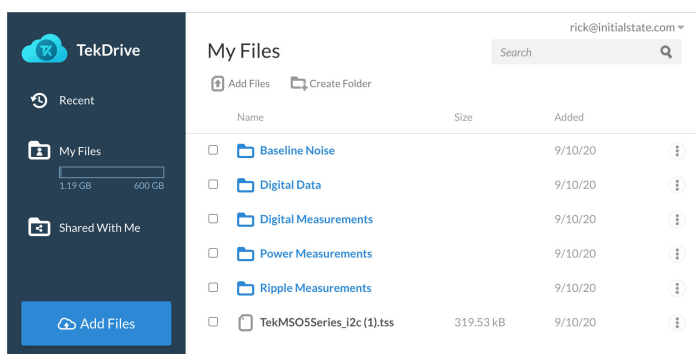 rick@initialstate.com
TK TekDrive
My Files
Search
Add Files Create Folder
Recent
Name Size Added
My Files
1.19 GB 600 GB
Baseline Noise 9/10/20
Digital Data 9/10/20
Shared With Me
Digital Measurements 9/10/20
Power Measurements 9/10/20
Ripple Measurements 9/10/20
Add Files
TekMSO5Series_i2c (1).tss 319.53 kB 9/10/20